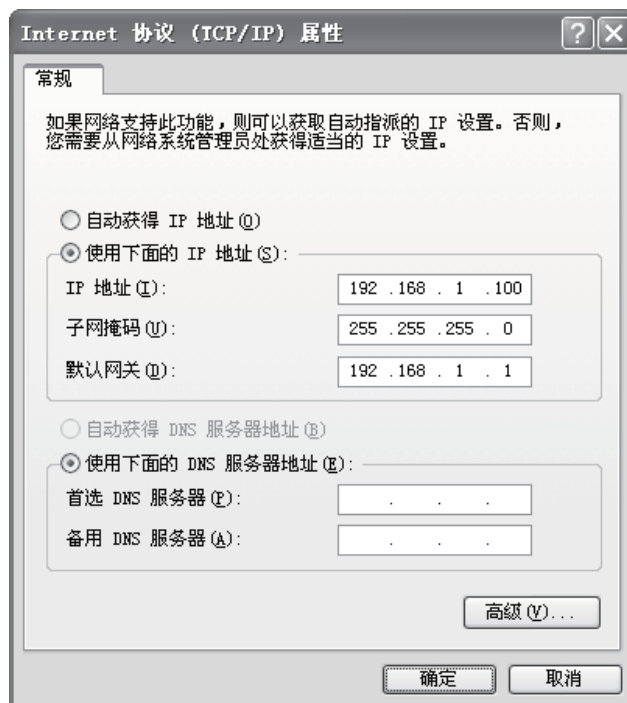 Internet 协议 (TCP/IP) 属性
常规
如果网络支持此功能，则可以获取自动指派的 IP 设置。否则，
您需要从网络系统管理员处获得适当的 IP 设置。
自动获得 IP 地址(O)
使用下面的 IP 地址(S):
IP 地址(I): 192 .168 . 1 .100
子网掩码(U): 255 .255 .255 . 0
默认网关(D): 192 .168 . 1 . 1
自动获得 DNS 服务器地址(B)
使用下面的 DNS 服务器地址(E):
首选 DNS 服务器(P): . . .
备用 DNS 服务器(A): . . .
高级(V)...
确定 取消